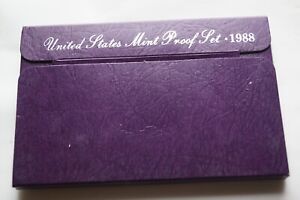 United States Mint Proof Set • 1988